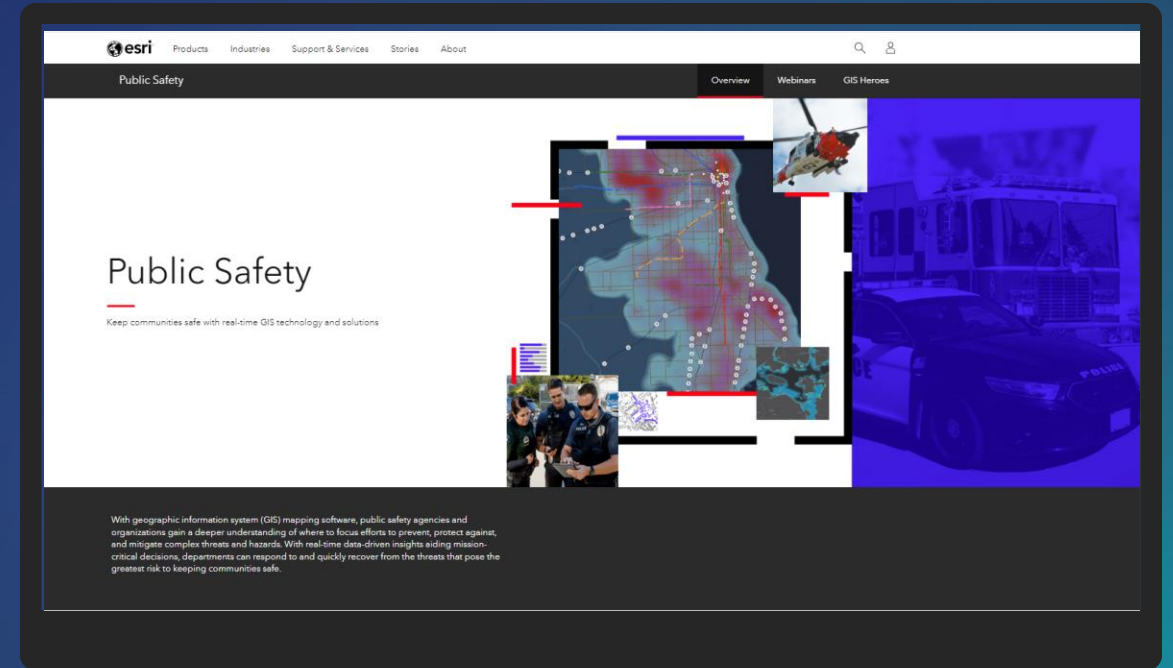 esri Products Industries Support & Services Stories About
Public Safety Overview Webinars GIS Heroes
Public Safety
Keep communities safe with real-time GIS technology and solutions
POLICE
With geographic information system (GIS) mapping software, public safety agencies and
organizations gain a deeper understanding of where to focus efforts to prevent, protect against,
and mitigate complex threats and hazards. With real-time data-driven insights aiding mission-
critical decisions, departments can respond to and quickly recover from the threats that pose the
greatest risk to keeping communities safe.